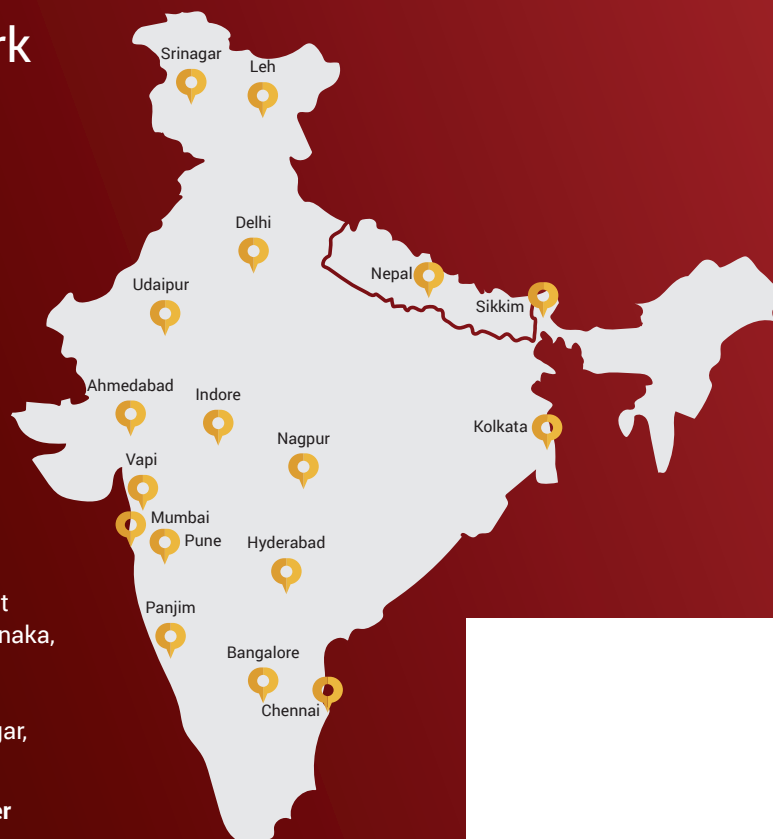 rk
Srinagar
Leh
Delhi
Nepal
Udaipur
Sikkim
Ahmedabad
Indore
Kolkata
Nagpur
Vapi
Mumbai
Pune
Hyderabad
t
naka,
Panjim
Bangalore
Chennai
gar,
er